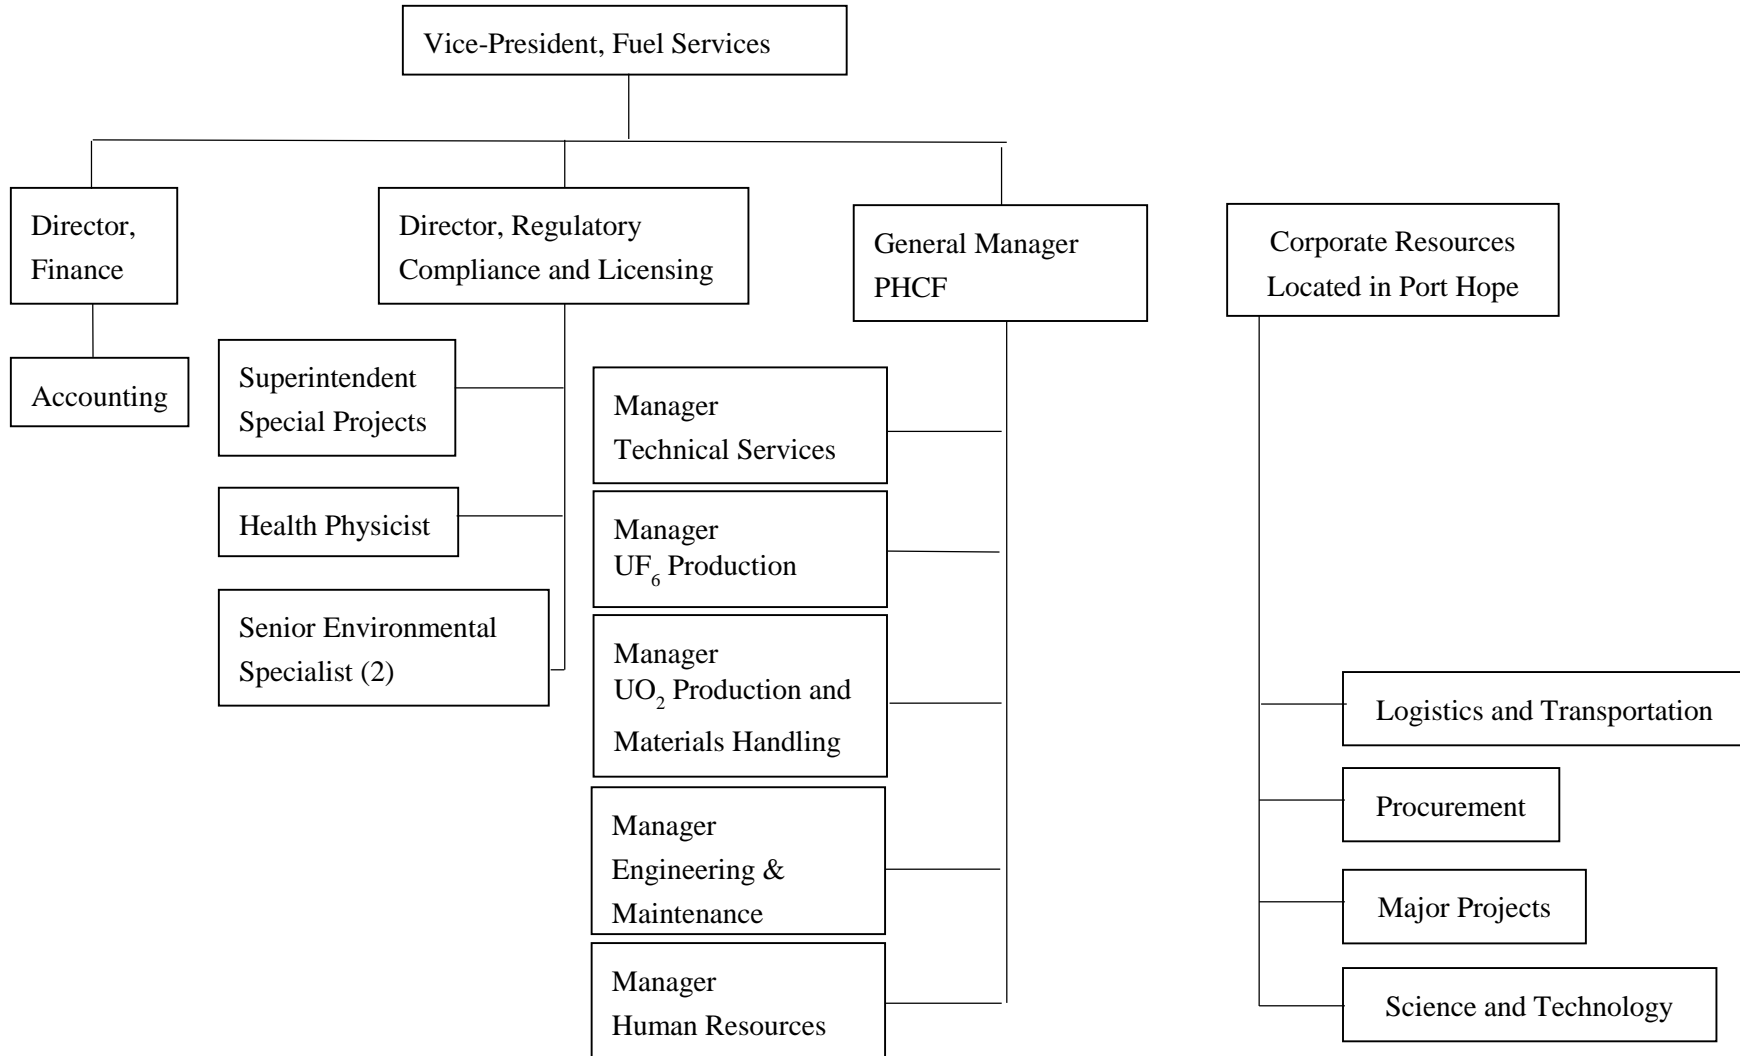 Vice-President, Fuel Services
Director,
Finance
Accounting
Director, Regulatory
Compliance and Licensing
Superintendent
Special Projects
Health Physicist
Senior Environmental
Specialist (2)
General Manager
PHCF
Manager
Technical Services
Manager
UF6 Production
Manager
UO2 Production and
Materials Handling
Manager
Engineering &
Maintenance
Manager
Human Resources
Corporate Resources
Located in Port Hope
Logistics and Transportation
Procurement
Major Projects
Science and Technology